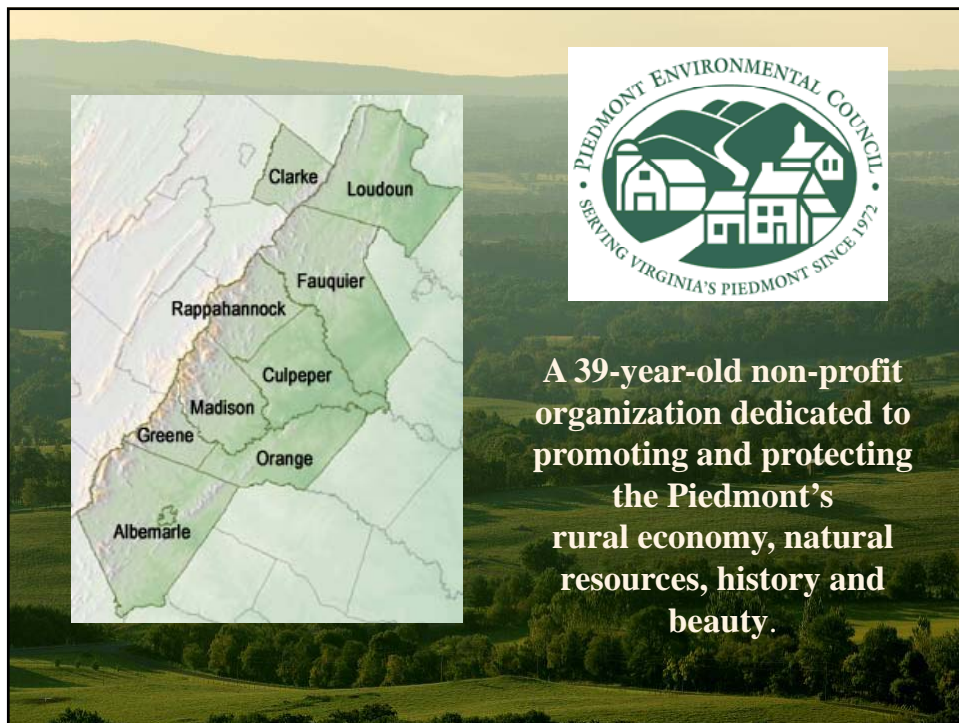 Clarke
Loudoun
Fauquier
Rappahannock
Culpeper
Madison
Greene
Orange
Albemarle
PIEDMONT ENVIRONMENTAL COUNCIL
• SERVING VIRGINIA'S PIEDMONT SINCE 1972 •
A 39-year-old non-profit
organization dedicated to
promoting and protecting
the Piedmont’s
rural economy, natural
resources, history and
beauty.